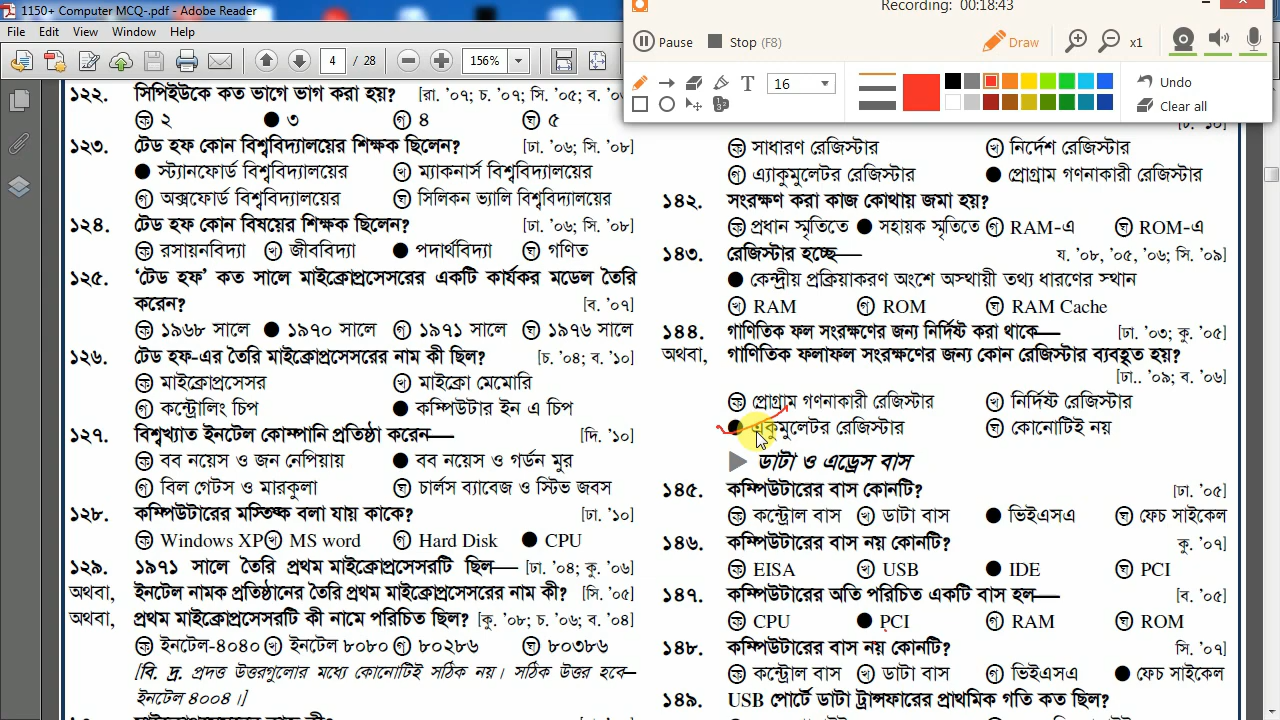 1150+ Computer MCQ-.pdf - Adobe Reader
File Edit View Window Help
4 / 28 156%
Recording: 00:18:43
Pause Stop (F8) Draw x1
T 16 Undo
Clear all
১২২. সিপিইউকে কত ভাগে ভাগ করা হয়? [রা. '০৭; চ. '০৭; সি. '০৫; ব. '০
ক ২ ● ৩ গ ৪ ঘ ৫
১২৩. টেড হফ কোন বিশ্ববিদ্যালয়ের শিক্ষক ছিলেন? [ঢা. '০৬; সি. '০৮]
● স্ট্যানফোর্ড বিশ্ববিদ্যালয়ের খ ম্যাকনার্স বিশ্ববিদ্যালয়ের
গ অক্সফোর্ড বিশ্ববিদ্যালয়ের ঘ সিলিকন ভ্যালি বিশ্ববিদ্যালয়ের
১২৪. টেড হফ কোন বিষয়ের শিক্ষক ছিলেন? [ঢা. '০৬; সি. '০৮]
ক রসায়নবিদ্যা খ জীববিদ্যা ● পদার্থবিদ্যা ঘ গণিত
১২৫. 'টেড হফ' কত সালে মাইক্রোপ্রসেসরের একটি কার্যকর মডেল তৈরি
করেন? [ব. '০৭]
ক ১৯৬৮ সালে ● ১৯৭০ সালে গ ১৯৭১ সালে ঘ ১৯৭৬ সালে
১২৬. টেড হফ-এর তৈরি মাইক্রোপ্রসেসরের নাম কী ছিল? [চ. '০৪; ব. '১০]
ক মাইক্রোপ্রসেসর খ মাইক্রো মেমোরি
গ কন্ট্রোলিং চিপ ● কম্পিউটার ইন এ চিপ
১২৭. বিশ্বখ্যাত ইনটেল কোম্পানি প্রতিষ্ঠা করেন— [দি. '১০]
ক বব নয়েস ও জন নেপিয়ায় ● বব নয়েস ও গর্ডন মুর
গ বিল গেটস ও মারকুলা ঘ চার্লস ব্যাবেজ ও স্টিভ জবস
১২৮. কম্পিউটারের মস্তিষ্ক বলা যায় কাকে? [ঢা. '১০]
ক Windows XP খ MS word গ Hard Disk ● CPU
১২৯. ১৯৭১ সালে তৈরি প্রথম মাইক্রোপ্রসেসরটি ছিল— [ঢা. '০৪; কু. '০৬]
অথবা, ইনটেল নামক প্রতিষ্ঠানের তৈরি প্রথম মাইক্রোপ্রসেসরের নাম কী? [সি. '০৫]
অথবা, প্রথম মাইক্রোপ্রসেসরটি কী নামে পরিচিত ছিল? [কু. '০৮; চ. '০৬; ব. '০৪]
ক ইনটেল-৪০৪০ খ ইনটেল ৮০৮০ গ ৮০২৮৬ ঘ ৮০৩৮৬
[বি. দ্র. প্রদত্ত উত্তরগুলোর মধ্যে কোনোটিই সঠিক নয়। সঠিক উত্তর হবে—
ইনটেল ৪০০৪।]
ক সাধারণ রেজিস্টার খ নির্দেশ রেজিস্টার
গ এ্যাকুমুলেটর রেজিস্টার ● প্রোগ্রাম গণনাকারী রেজিস্টার
১৪২. সংরক্ষণ করা কাজ কোথায় জমা হয়?
ক প্রধান স্মৃতিতে ● সহায়ক স্মৃতিতে গ RAM-এ ঘ ROM-এ
১৪৩. রেজিস্টার হচ্ছে— য. '০৮, '০৫, '০৬; সি. '০৯]
● কেন্দ্রীয় প্রক্রিয়াকরণ অংশে অস্থায়ী তথ্য ধারণের স্থান
খ RAM গ ROM ঘ RAM Cache
১৪৪. গাণিতিক ফল সংরক্ষণের জন্য নির্দিষ্ট করা থাকে— [ঢা. '০৩; কু. '০৫]
অথবা, গাণিতিক ফলাফল সংরক্ষণের জন্য কোন রেজিস্টার ব্যবহৃত হয়?
[ঢা.. '০৯; ব. '০৬]
ক প্রোগ্রাম গণনাকারী রেজিস্টার খ নির্দিষ্ট রেজিস্টার
● একুমুলেটর রেজিস্টার ঘ কোনোটিই নয়
ডাটা ও এড্রেস বাস
১৪৫. কম্পিউটারের বাস কোনটি? [ঢা. '০৫]
ক কন্ট্রোল বাস খ ডাটা বাস ● ভিইএসএ ঘ ফেচ সাইকেল
১৪৬. কম্পিউটারের বাস নয় কোনটি? কু. '০৭]
ক EISA খ USB ● IDE ঘ PCI
১৪৭. কম্পিউটারের অতি পরিচিত একটি বাস হল— [ব. '০৫]
ক CPU ● PCI গ RAM ঘ ROM
১৪৮. কম্পিউটারের বাস নয় কোনটি? সি. '০৭]
ক কন্ট্রোল বাস খ ডাটা বাস গ ভিইএসএ ● ফেচ সাইকেল
১৪৯. USB পোর্টে ডাটা ট্রান্সফারের প্রাথমিক গতি কত ছিল?